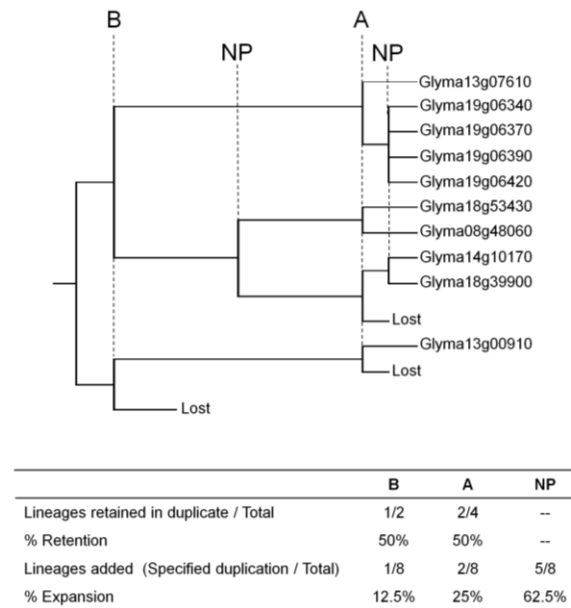 B
A
NP
NP
Glyma13g07610
Glyma19g06340
Glyma19g06370
Glyma19g06390
Glyma19g06420
Glyma18g53430
Glyma08g48060
Glyma14g10170
Glyma18g39900
Lost
Glyma13g00910
Lost
Lost
B A NP
Lineages retained in duplicate / Total 1/2 2/4 --
% Retention 50% 50% --
Lineages added (Specified duplication / Total) 1/8 2/8 5/8
% Expansion 12.5% 25% 62.5%